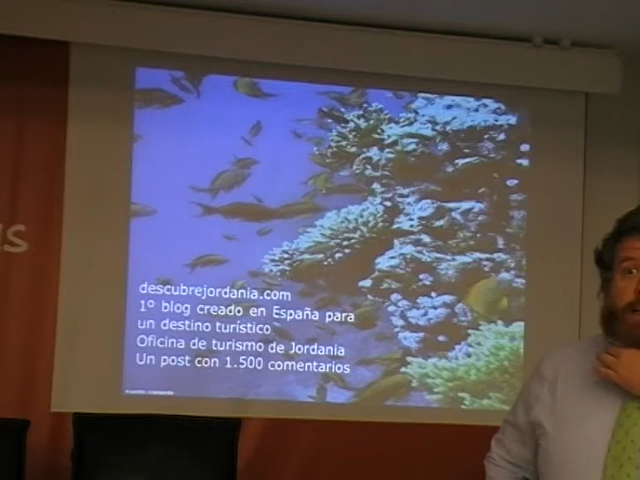 descubrejordania.com
1º blog creado en España para
un destino turístico
Oficina de turismo de Jordania
Un post con 1.500 comentarios